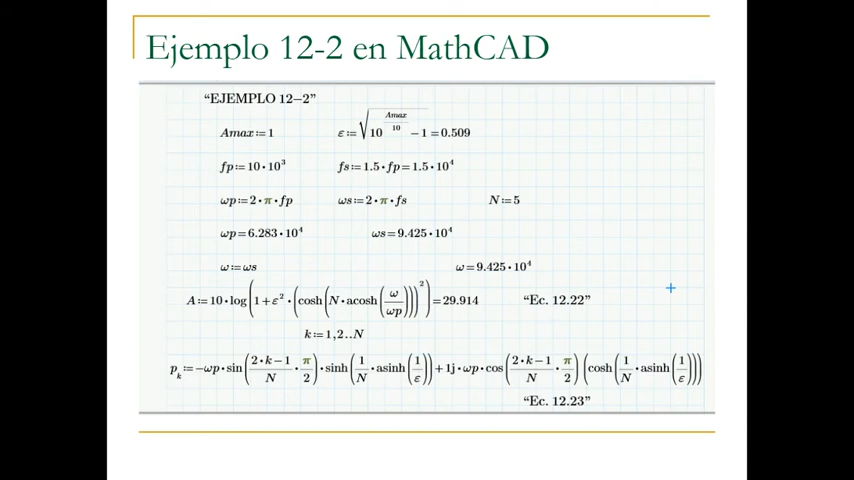 Ejemplo 12-2 en MathCAD
“EJEMPLO 12−2”
Amax:=1 ε:=√(10^(Amax/10)−1)=0.509
fp:=10•10³ fs:=1.5•fp=1.5•10⁴
ωp:=2•π•fp ωs:=2•π•fs N:=5
ωp=6.283•10⁴ ωs=9.425•10⁴
ω:=ωs ω=9.425•10⁴
A:=10•log(1+ε²•(cosh(N•acosh(ω/ωp)))²)=29.914 “Ec. 12.22”
k:=1,2..N
p_k:=−ωp•sin((2•k−1)/N•π/2)•sinh(1/N•asinh(1/ε))+1j•ωp•cos((2•k−1)/N•π/2)(cosh(1/N•asinh(1/ε)))
“Ec. 12.23”